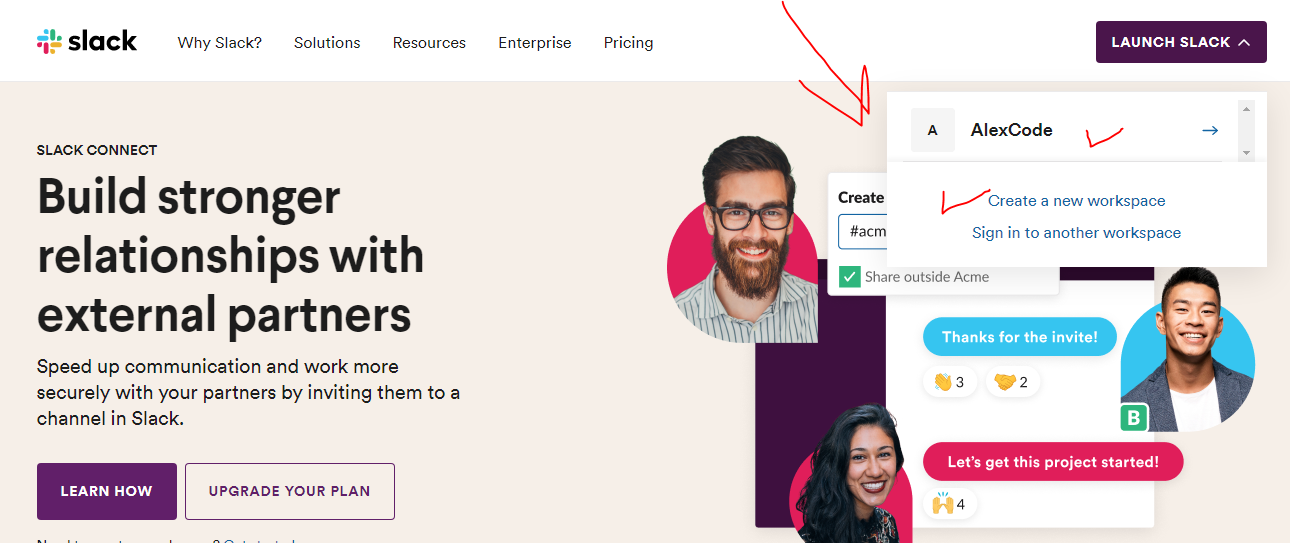 slack
Why Slack?
Solutions
Resources
Enterprise
Pricing
LAUNCH SLACK
A
AlexCode
Create a new workspace
Sign in to another workspace
SLACK CONNECT
Build stronger
relationships with
external partners
Speed up communication and work more
securely with your partners by inviting them to a
channel in Slack.
LEARN HOW
UPGRADE YOUR PLAN
Create
#acm
Share outside Acme
Thanks for the invite!
3
2
B
Let's get this project started!
4